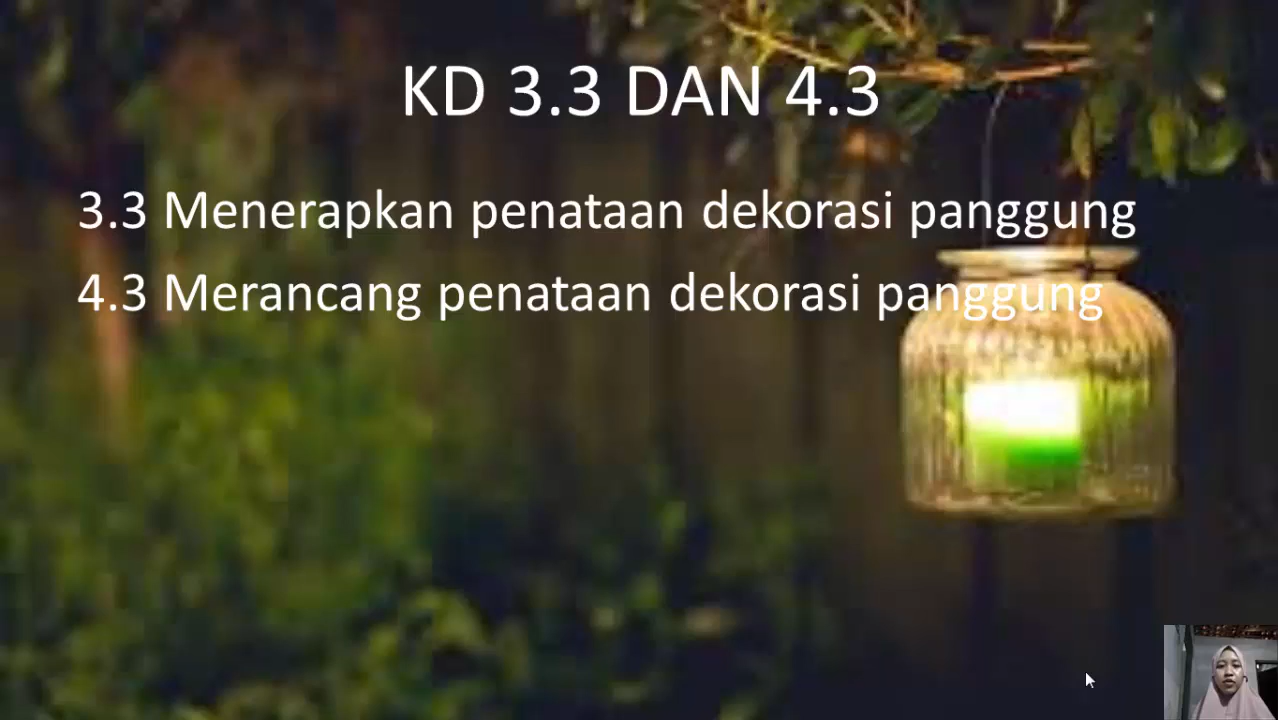 KD 3.3 DAN 4.3
3.3 Menerapkan penataan dekorasi panggung
4.3 Merancang penataan dekorasi panggung